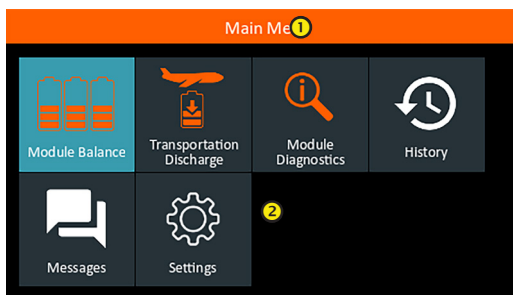 Main Me 1
Module Balance
Transportation
Discharge
Module
Diagnostics
History
2
Messages
Settings